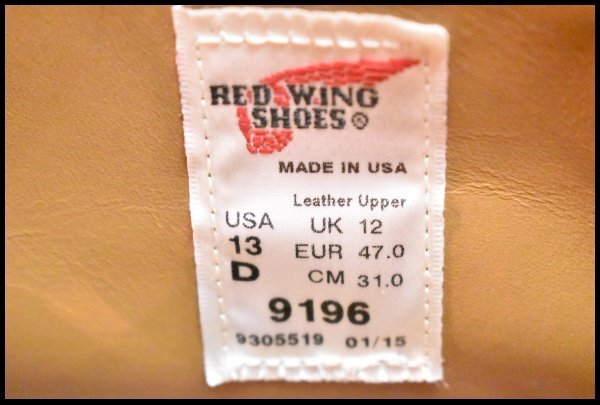 RED WING
SHOES®
MADE IN USA
Leather Upper
USA 13 D
UK 12
EUR 47.0
CM 31.0
9196
9305519 01/15